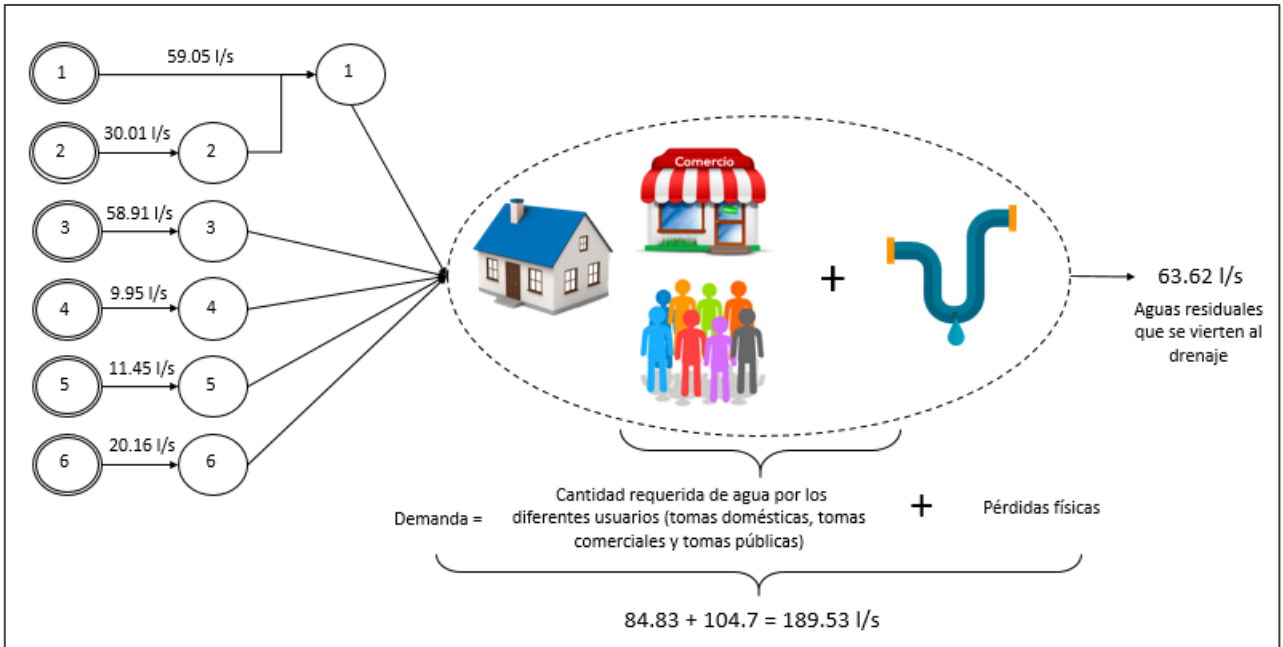 59.05 l/s
1
1
30.01 l/s
2
2
58.91 l/s
3
3
9.95 l/s
4
4
11.45 l/s
5
5
20.16 l/s
6
6
Comercio
+
63.62 l/s
Aguas residuales
que se vierten al
drenaje
Demanda =
Cantidad requerida de agua por los
diferentes usuarios (tomas domésticas, tomas
comerciales y tomas públicas)
+
Pérdidas físicas
84.83 + 104.7 = 189.53 l/s